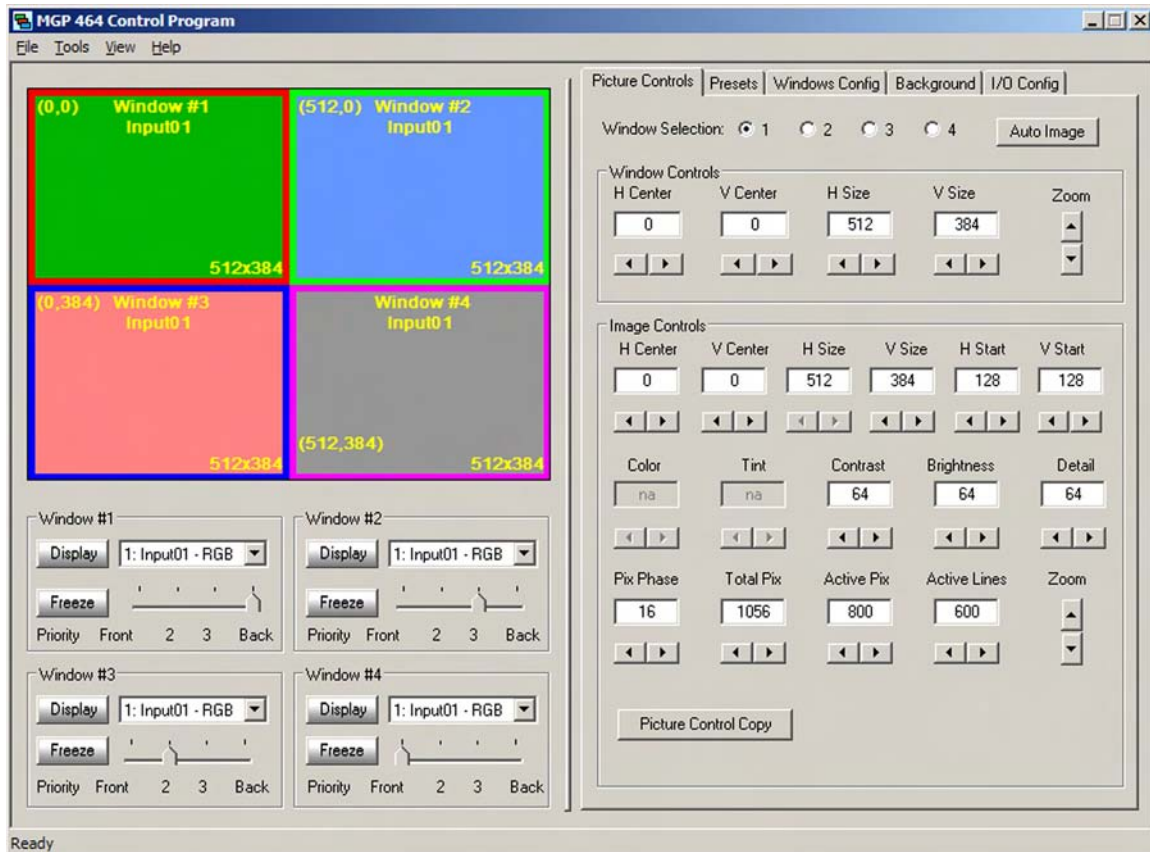 MGP 464 Control Program
File Tools View Help
(0,0) Window #1
Input01
512x384
(512,0) Window #2
Input01
512x384
(0,384) Window #3
Input01
512x384
Window #4
Input01
(512,384)
512x384
Window #1
Display 1: Input01 - RGB
Freeze
Priority Front 2 3 Back
Window #2
Display 1: Input01 - RGB
Freeze
Priority Front 2 3 Back
Window #3
Display 1: Input01 - RGB
Freeze
Priority Front 2 3 Back
Window #4
Display 1: Input01 - RGB
Freeze
Priority Front 2 3 Back
Picture Controls Presets Windows Config Background I/O Config
Window Selection: 1 2 3 4 Auto Image
Window Controls
H Center V Center H Size V Size Zoom
0 0 512 384
Image Controls
H Center V Center H Size V Size H Start V Start
0 0 512 384 128 128
Color Tint Contrast Brightness Detail
na na 64 64 64
Pix Phase Total Pix Active Pix Active Lines Zoom
16 1056 800 600
Picture Control Copy
Ready